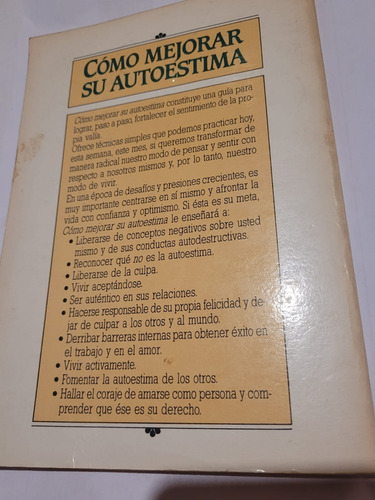 CÓMO MEJORAR
SU AUTOESTIMA
Cómo mejorar su autoestima constituye una guía para
lograr, paso a paso, fortalecer el sentimiento de la pro-
pia valía.
Ofrece técnicas simples que podemos practicar hoy,
esta semana, este mes, si queremos transformar de
manera radical nuestro modo de pensar y sentir con
respecto a nosotros mismos y, por lo tanto, nuestro
modo de vivir.
En una época de desafíos y presiones crecientes, es
muy importante centrarse en sí mismo y afrontar la
vida con confianza y optimismo. Si ésta es su meta,
Cómo mejorar su autoestima le enseñará a:
• Liberarse de conceptos negativos sobre usted
mismo y de sus conductas autodestructivas.
• Reconocer qué no es la autoestima.
• Liberarse de la culpa.
• Vivir aceptándose.
• Ser auténtico en sus relaciones.
• Hacerse responsable de su propia felicidad y de-
jar de culpar a los otros y al mundo.
• Derribar barreras internas para obtener éxito en
el trabajo y en el amor.
• Vivir activamente.
• Fomentar la autoestima de los otros.
• Hallar el coraje de amarse como persona y com-
prender que ése es su derecho.